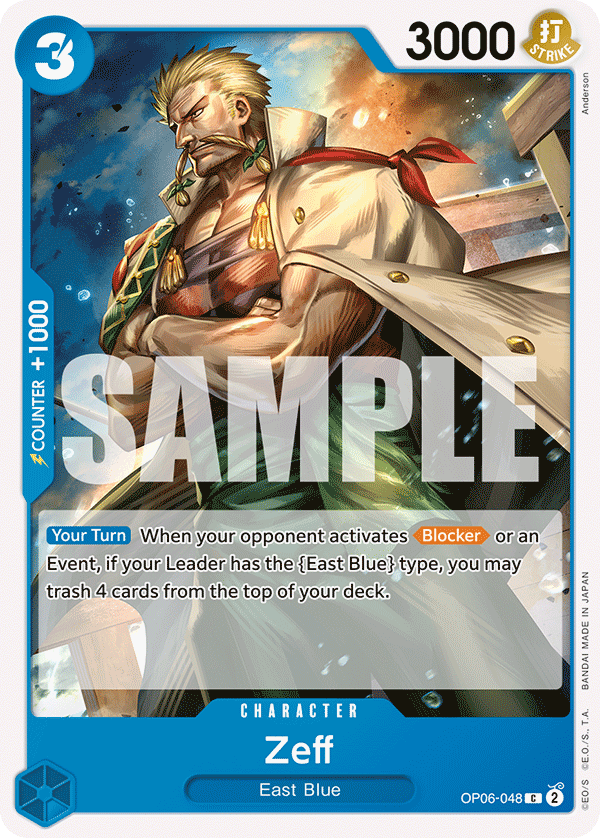 3
3000
打
STRIKE
Anderson
COUNTER +1000
SAMPLE
Your Turn When your opponent activates Blocker or an
Event, if your Leader has the {East Blue} type, you may
trash 4 cards from the top of your deck.
CHARACTER
Zeff
East Blue
OP06-048 C 2
©E.O/S ©E.O./S., T.A. BANDAI MADE IN JAPAN